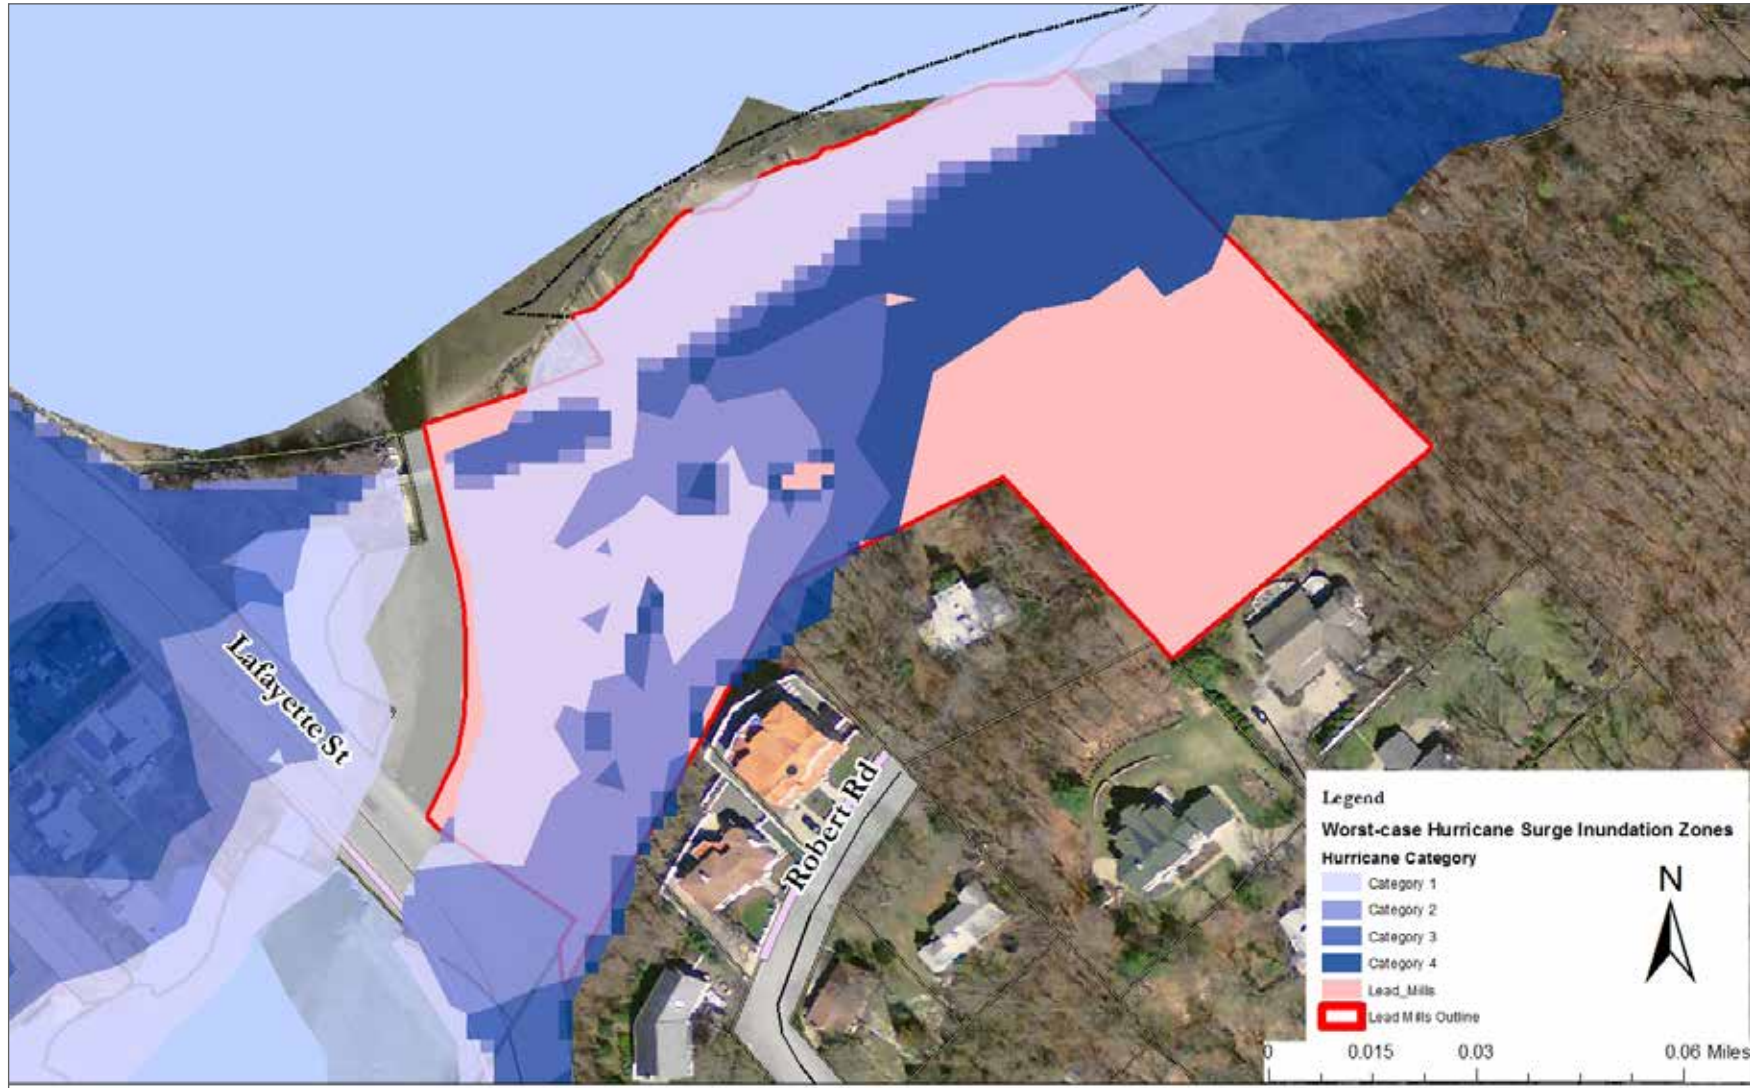 Lafayette St
Robert Rd
Legend
Worst-case Hurricane Surge Inundation Zones
Hurricane Category
Category 1
Category 2
Category 3
Category 4
Lead_Mills
Lead Mills Outline
N
0 0.015 0.03 0.06 Miles